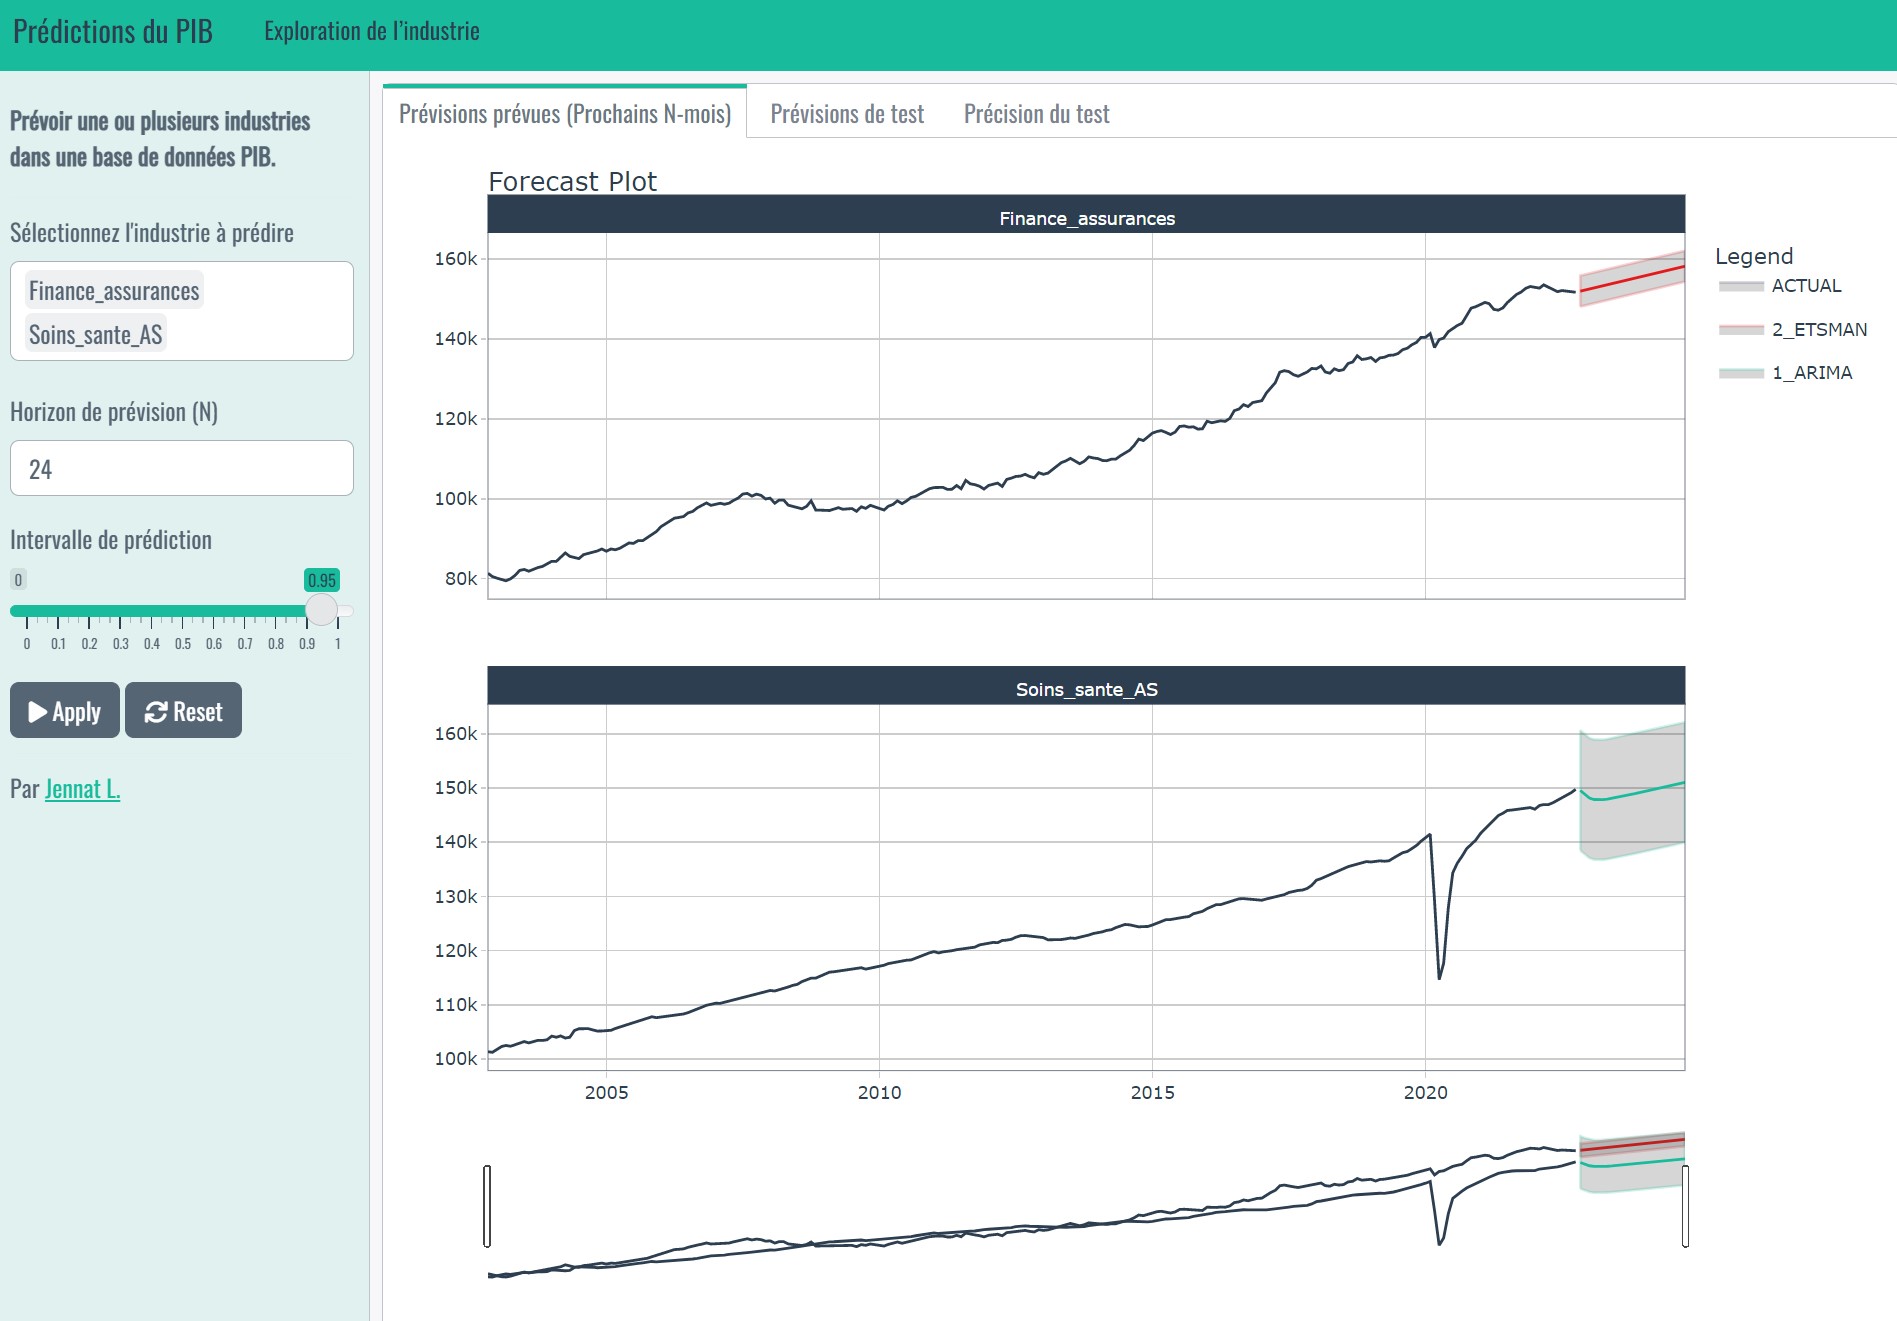 Prédictions du PIB
Exploration de l'industrie
Prévoir une ou plusieurs industries
dans une base de données PIB.
Sélectionnez l'industrie à prédire
Finance_assurances
Soins_sante_AS
Horizon de prévision (N)
24
Intervalle de prédiction
0
0.95
0 0.1 0.2 0.3 0.4 0.5 0.6 0.7 0.8 0.9 1
Apply
Reset
Par Jennat L.
Prévisions prévues (Prochains N-mois)
Prévisions de test
Précision du test
Forecast Plot
Finance_assurances
160k
140k
120k
100k
80k
Legend
ACTUAL
2_ETSMAN
1_ARIMA
Soins_sante_AS
160k
150k
140k
130k
120k
110k
100k
2005 2010 2015 2020